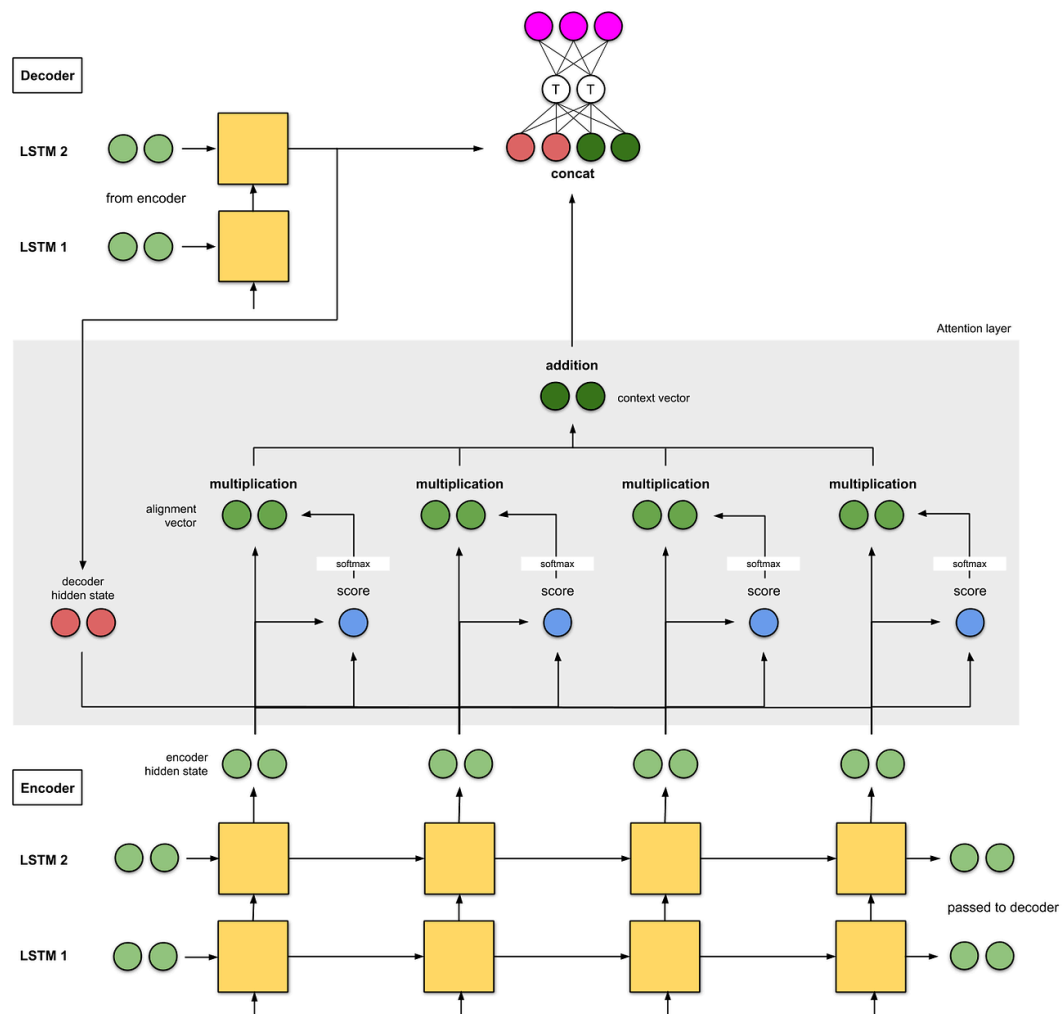 Decoder
T T
LSTM 2
concat
from encoder
LSTM 1
Attention layer
addition
context vector
multiplication multiplication multiplication multiplication
alignment
vector
softmax softmax softmax softmax
decoder
hidden state
score score score score
encoder
hidden state
Encoder
LSTM 2
passed to decoder
LSTM 1